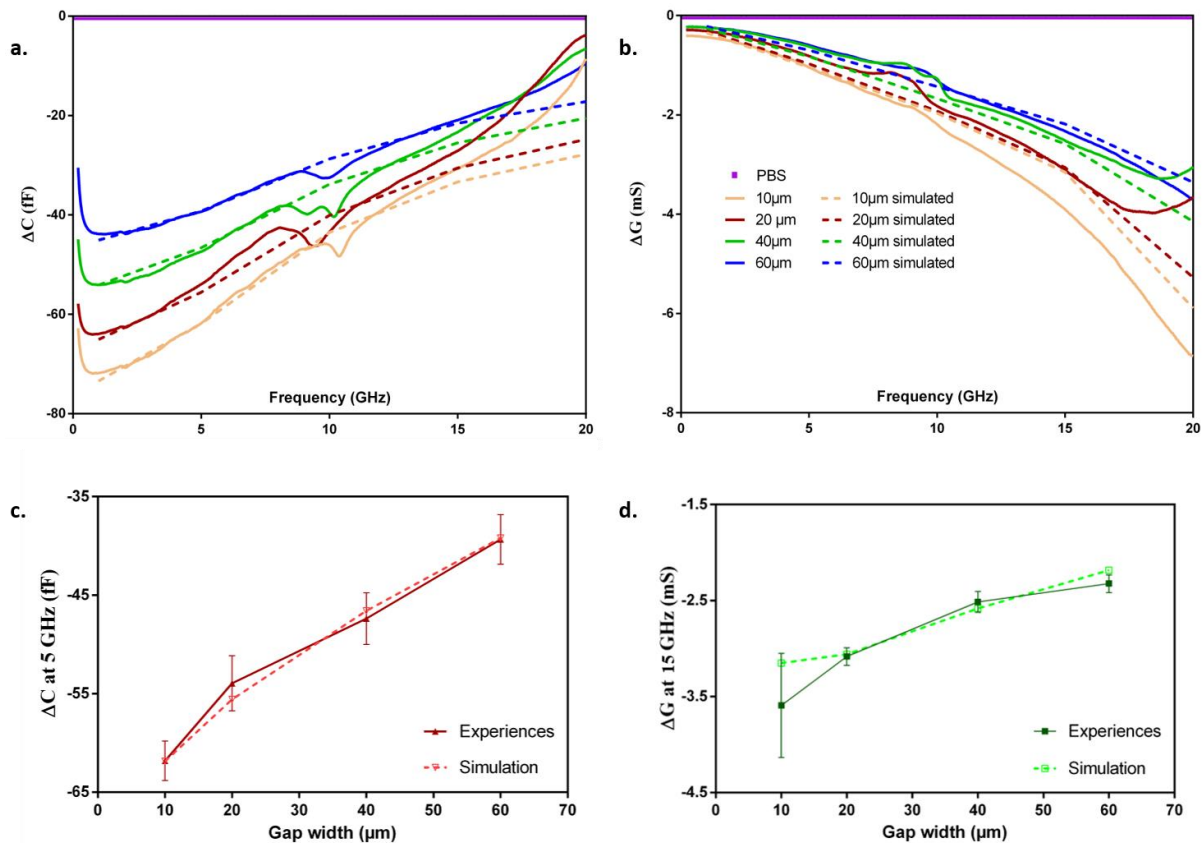 a.
ΔC (fF)
0
-20
-40
-60
-80
Frequency (GHz)
0 5 10 15 20
b.
ΔG (mS)
0
-2
-4
-6
-8
PBS
10µm 10µm simulated
20 µm 20µm simulated
40µm 40µm simulated
60µm 60µm simulated
Frequency (GHz)
0 5 10 15 20
c.
ΔC at 5 GHz (fF)
-35
-45
-55
-65
Experiences
Simulation
0 10 20 30 40 50 60 70
Gap width (µm)
d.
ΔG at 15 GHz (mS)
-1.5
-2.5
-3.5
-4.5
Experiences
Simulation
0 10 20 30 40 50 60 70
Gap width (µm)